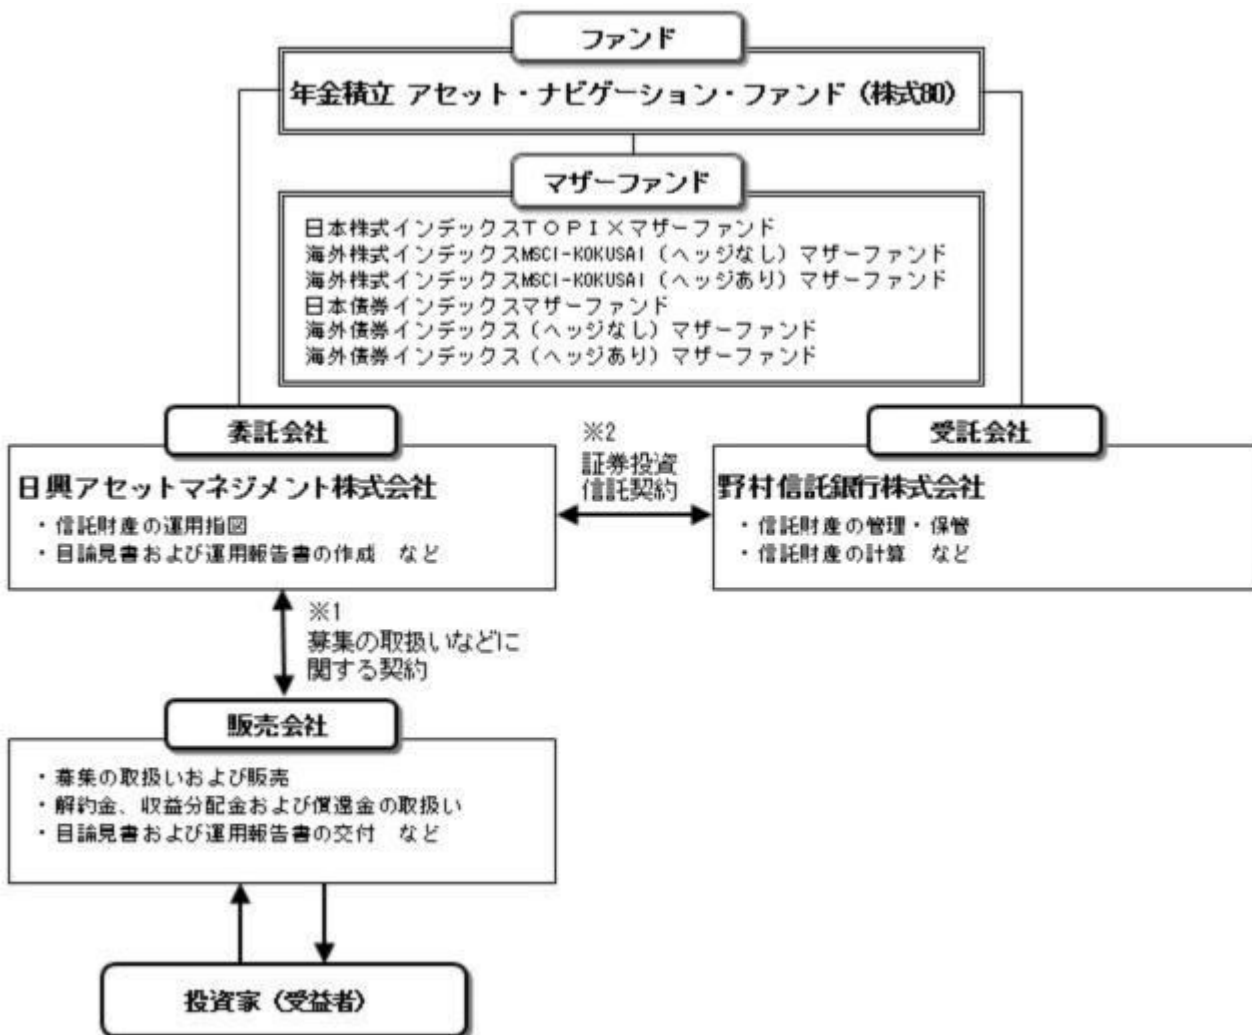 ファンド
年金積立 アセット・ナビゲーション・ファンド（株式80）
マザーファンド
日本株式インデックスＴＯＰＩＸマザーファンド
海外株式インデックスMSCI-KOKUSAI（ヘッジなし）マザーファンド
海外株式インデックスMSCI-KOKUSAI（ヘッジあり）マザーファンド
日本債券インデックスマザーファンド
海外債券インデックス（ヘッジなし）マザーファンド
海外債券インデックス（ヘッジあり）マザーファンド
委託会社
日興アセットマネジメント株式会社
・信託財産の運用指図
・目論見書および運用報告書の作成　など
※2
証券投資
信託契約
受託会社
野村信託銀行株式会社
・信託財産の管理・保管
・信託財産の計算　など
※1
募集の取扱いなどに
関する契約
販売会社
・募集の取扱いおよび販売
・解約金、収益分配金および償還金の取扱い
・目論見書および運用報告書の交付　など
投資家（受益者）